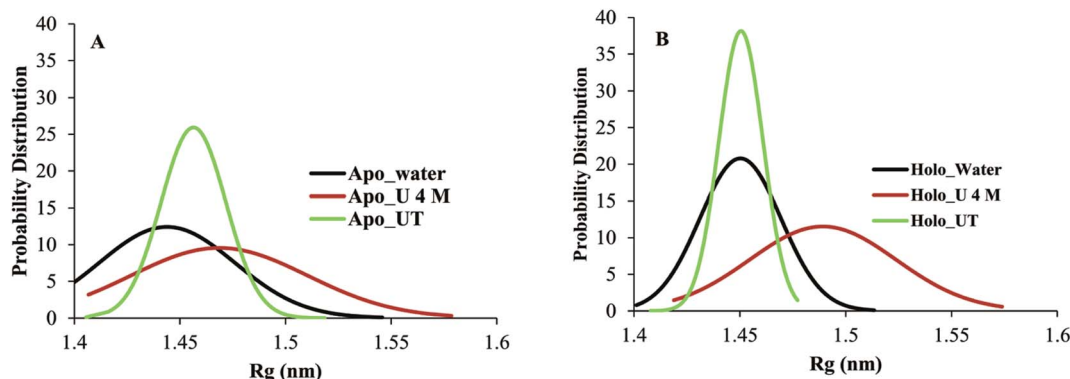 A
Probability Distribution
40
35
30
25
20
15
10
5
0
1.4 1.45 1.5 1.55 1.6
Rg (nm)
Apo_water
Apo_U 4 M
Apo_UT
B
Probability Distribution
40
35
30
25
20
15
10
5
0
1.4 1.45 1.5 1.55 1.6
Rg (nm)
Holo_Water
Holo_U 4 M
Holo_UT